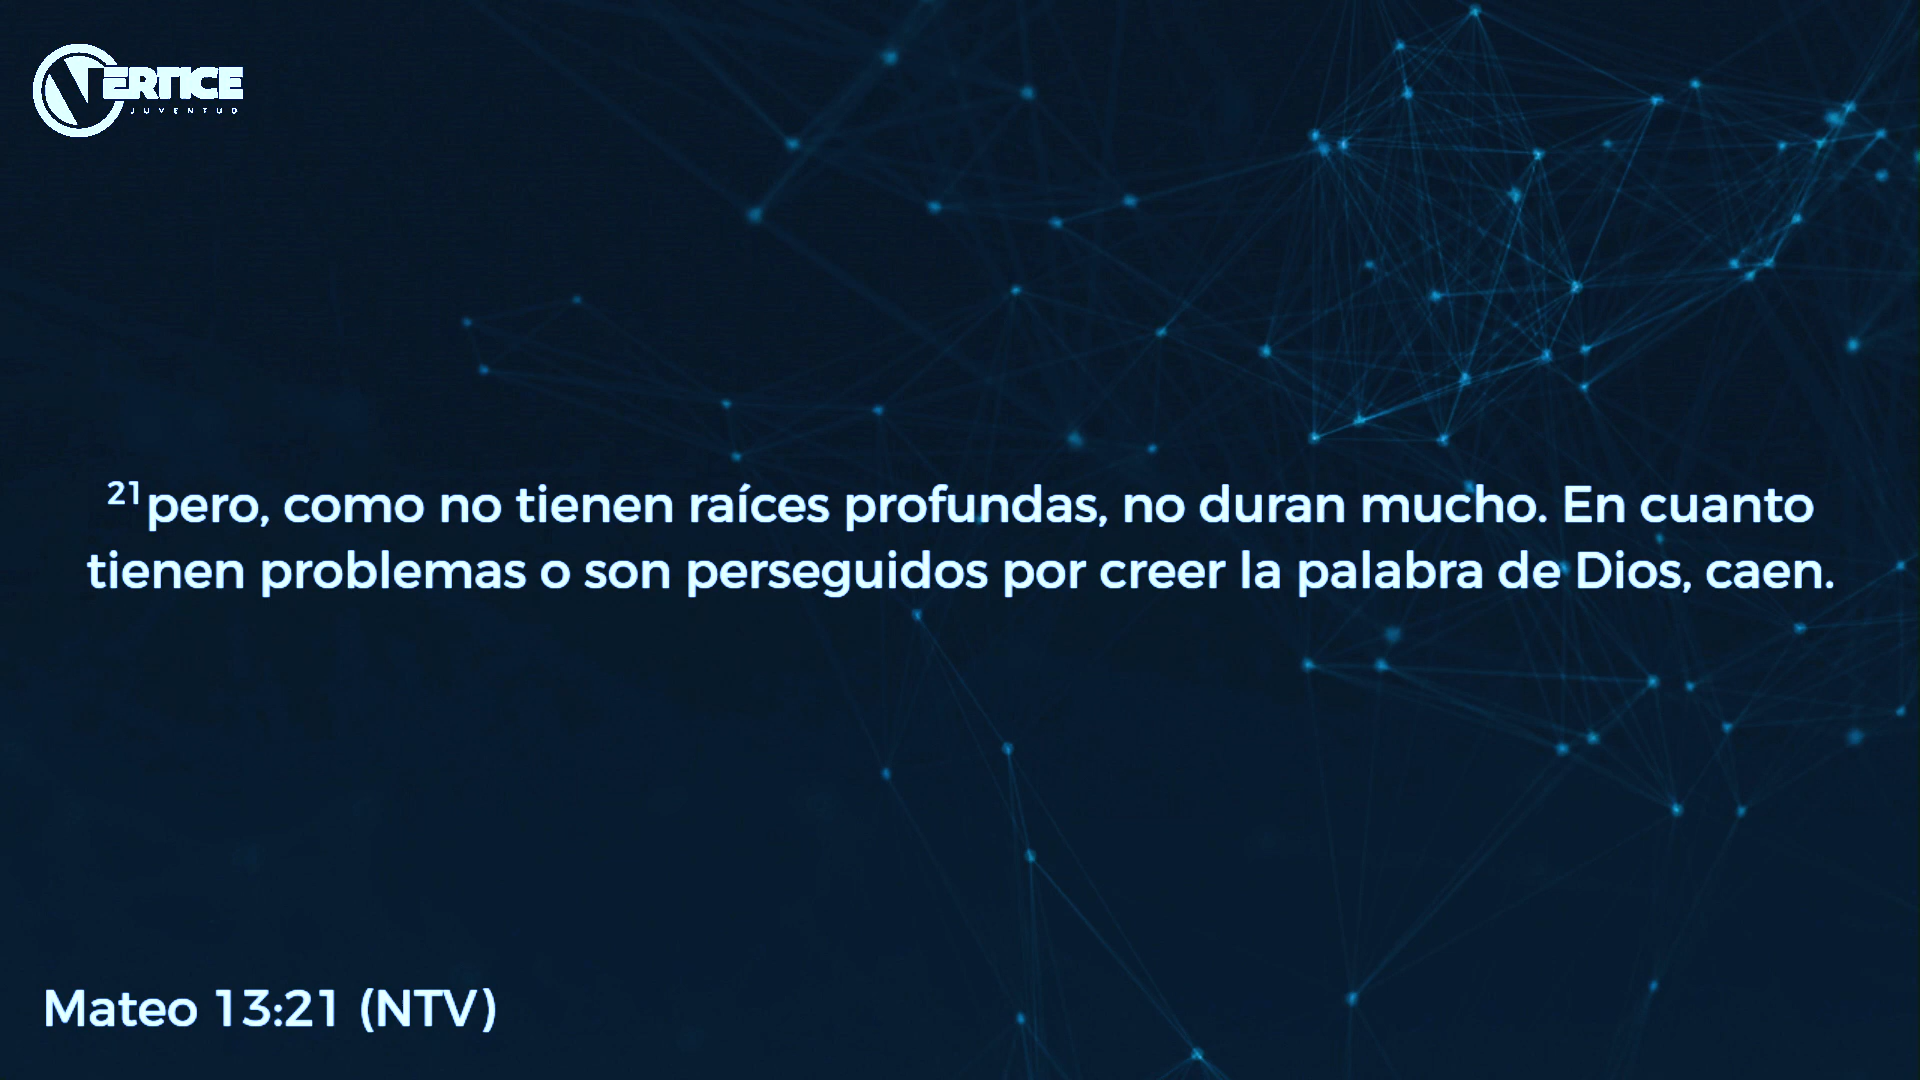 VERTICE
JUVENTUD
21pero, como no tienen raíces profundas, no duran mucho. En cuanto
tienen problemas o son perseguidos por creer la palabra de Dios, caen.
Mateo 13:21 (NTV)